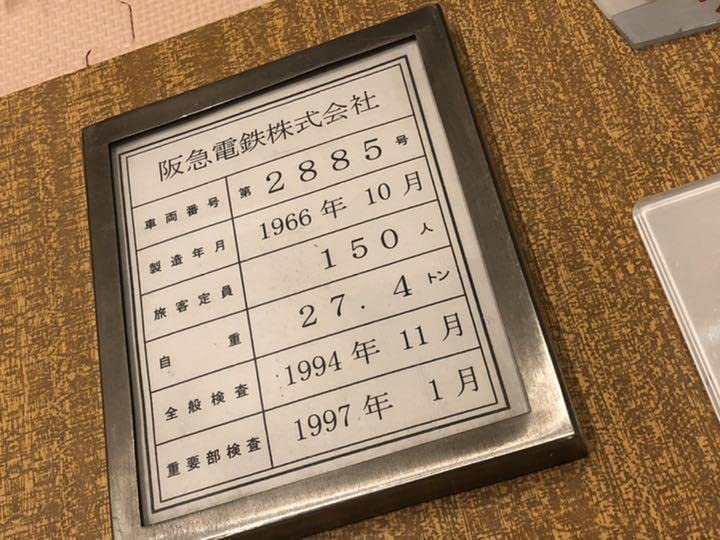 阪急電鉄株式会社
車両番号 第2885号
製造年月 1966年 10月
旅客定員 150人
自重 27.4トン
全般検査 1994年 11月
重要部検査 1997年 1月